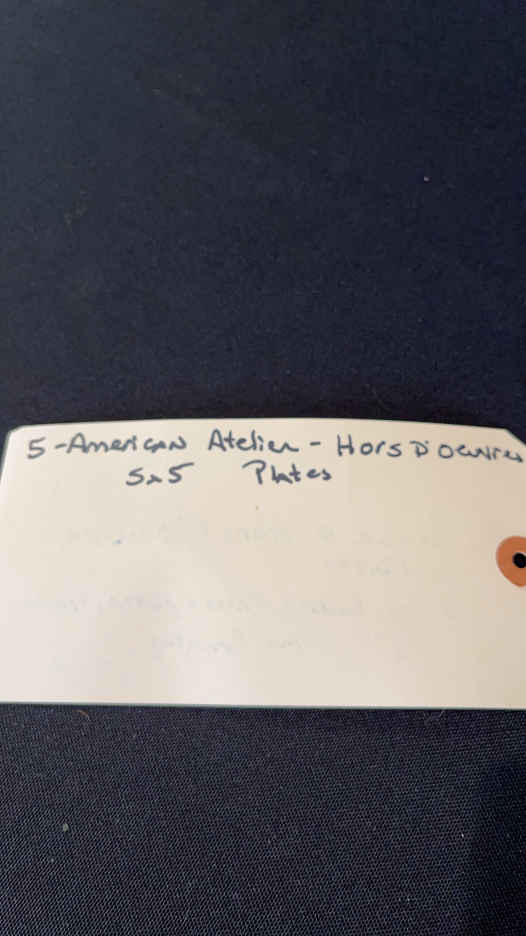 5-American Atelier - Hors D'oeuvres
5x5 Plates